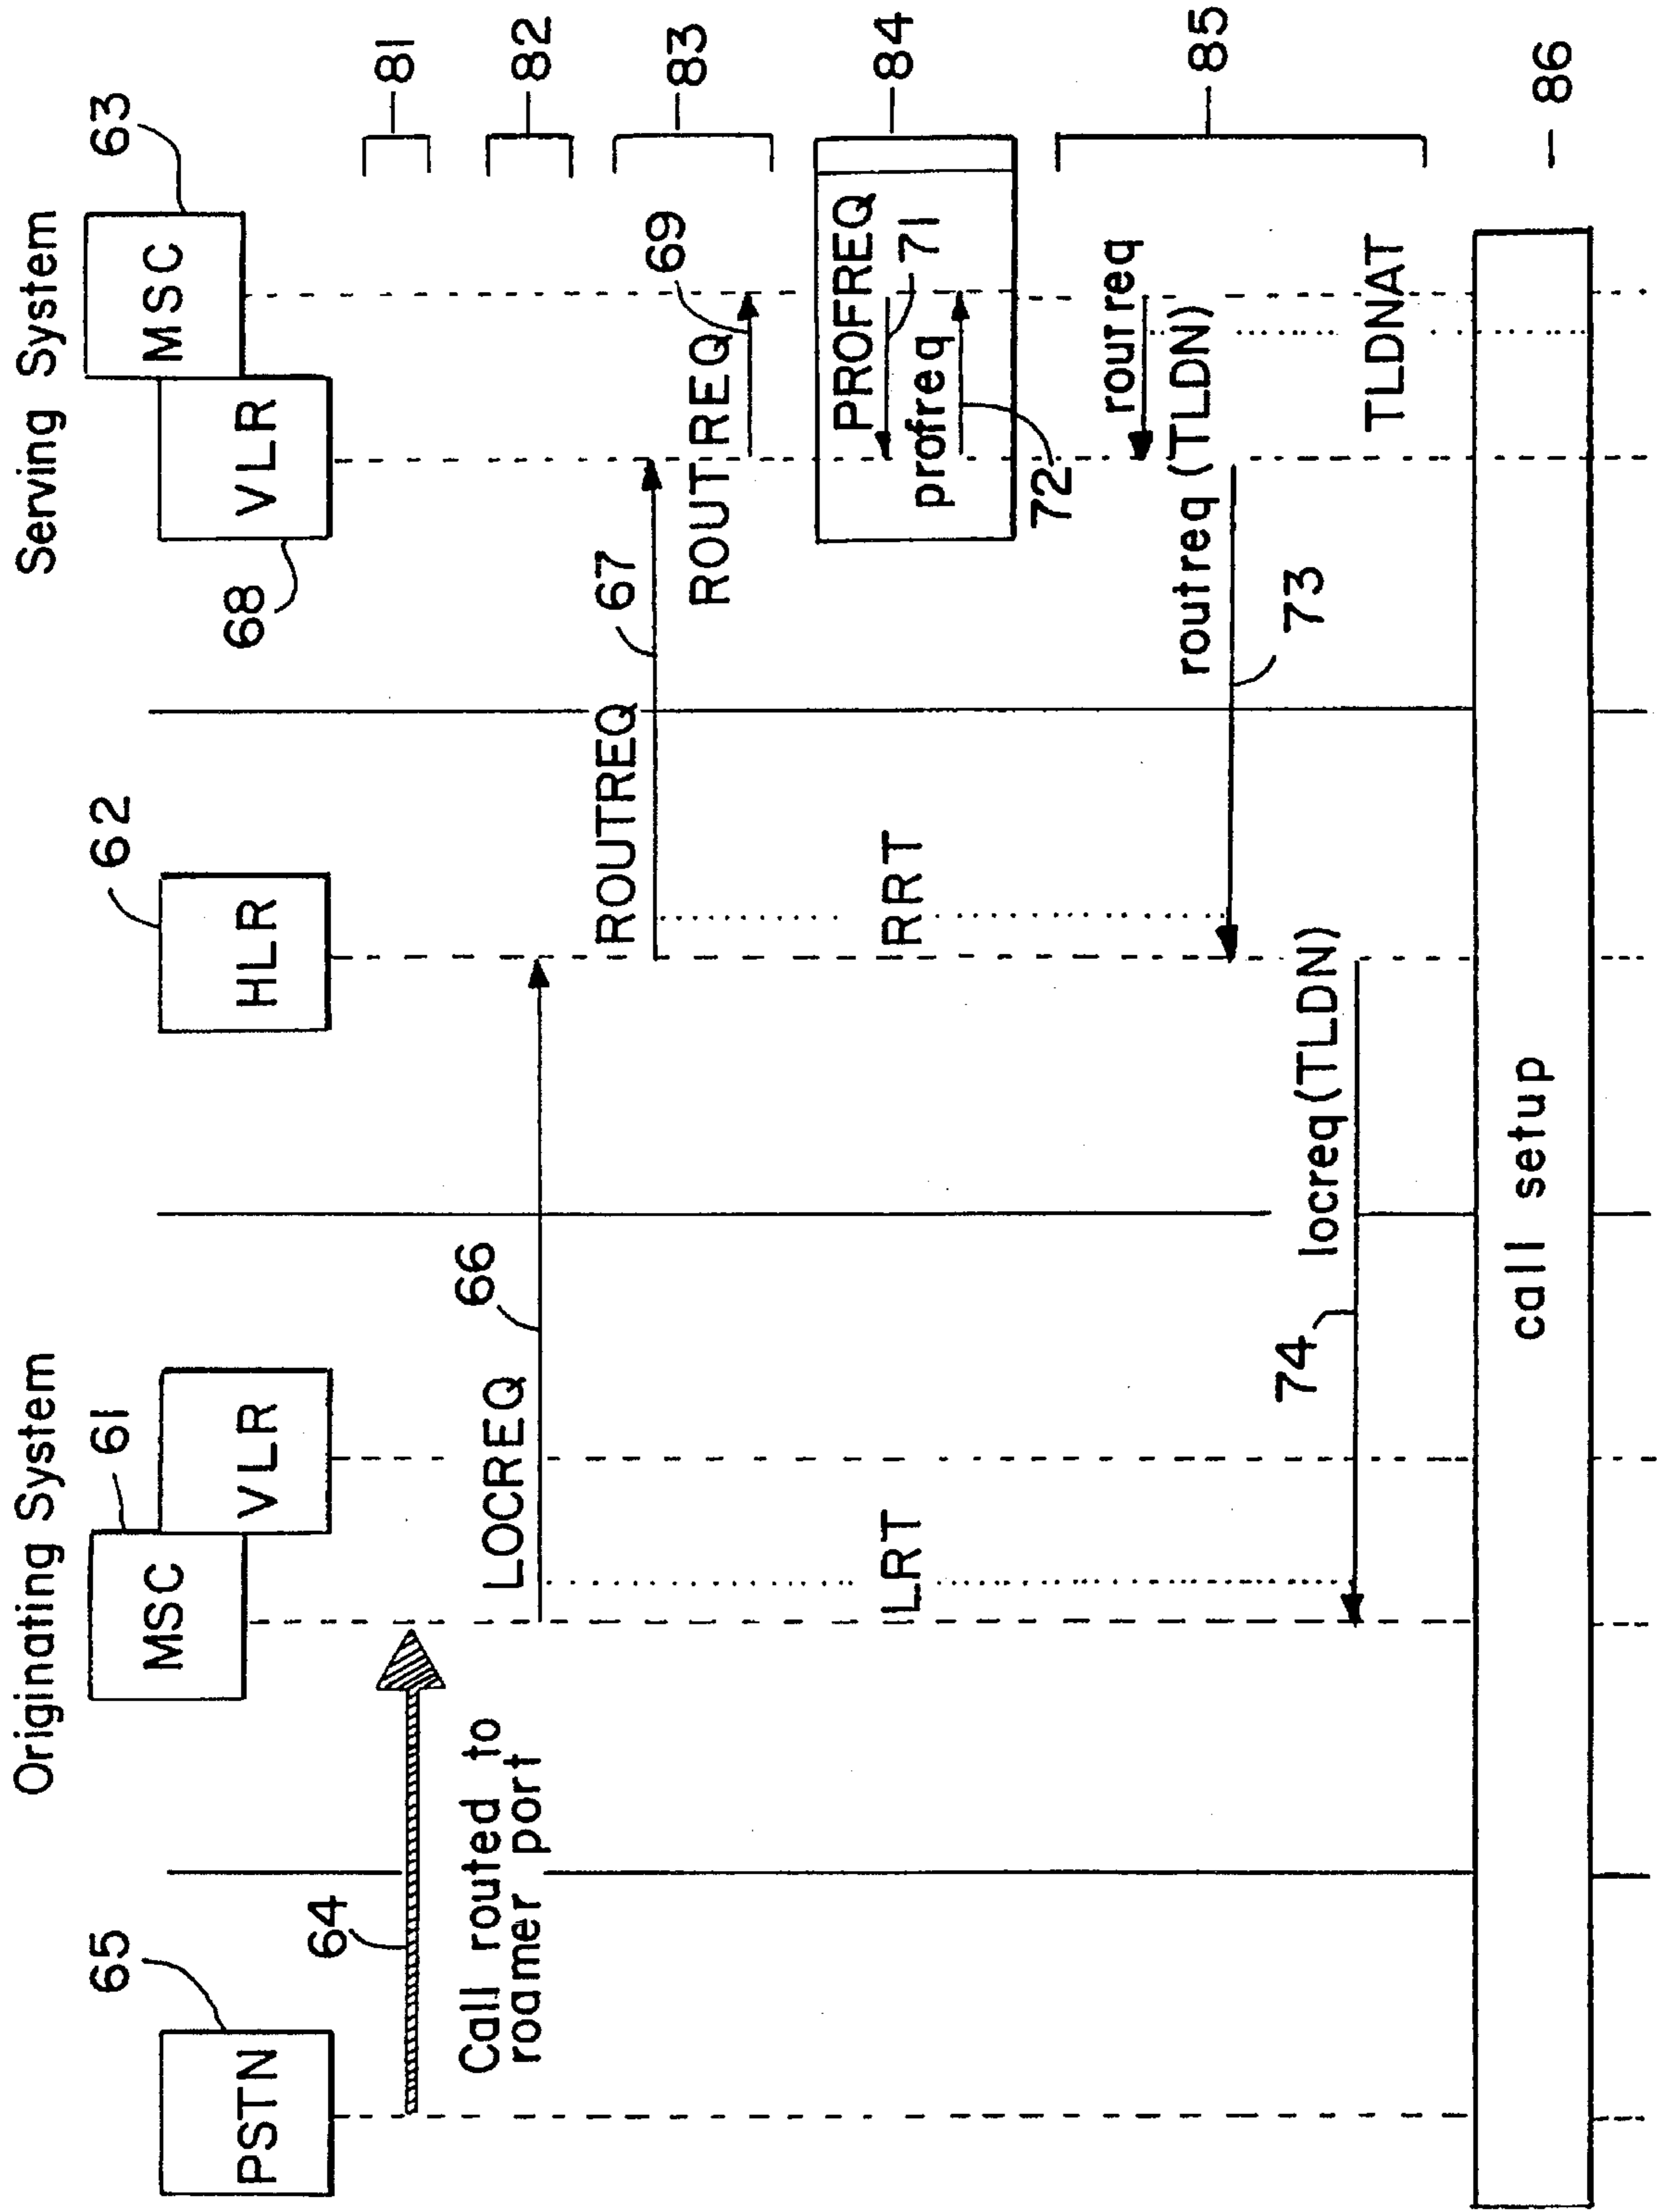 Originating System
Serving System
65
PSTN
61
MSC
VLR
62
HLR
68
VLR
MSC
63
64
Call routed to
roamer port
81
LOCREQ
66
82
ROUTREQ
67
ROUTREQ
69
83
LRT
RRT
PROFREQ
71
profreq
72
84
routreq
routreq (TLDN)
73
85
locreq (TLDN)
74
TLDNAT
call setup
86